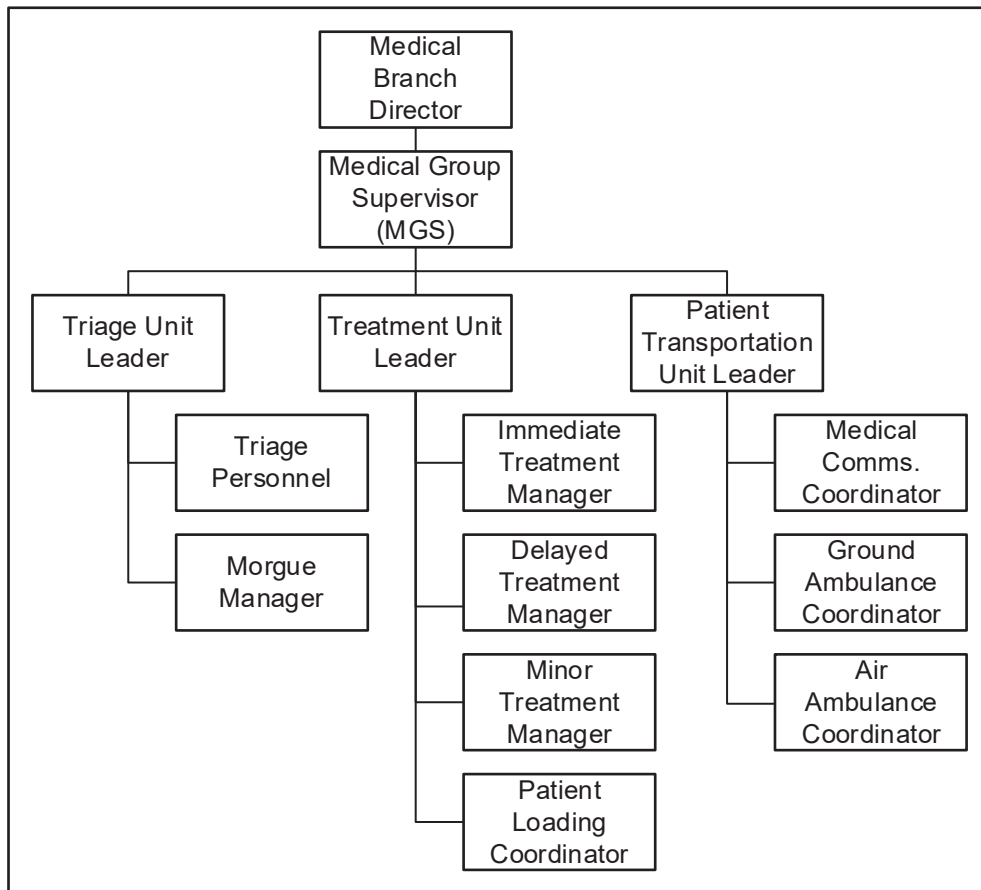 Medical
Branch
Director
Medical Group
Supervisor
(MGS)
Triage Unit
Leader
Treatment Unit
Leader
Patient
Transportation
Unit Leader
Triage
Personnel
Morgue
Manager
Immediate
Treatment
Manager
Delayed
Treatment
Manager
Minor
Treatment
Manager
Patient
Loading
Coordinator
Medical
Comms.
Coordinator
Ground
Ambulance
Coordinator
Air
Ambulance
Coordinator